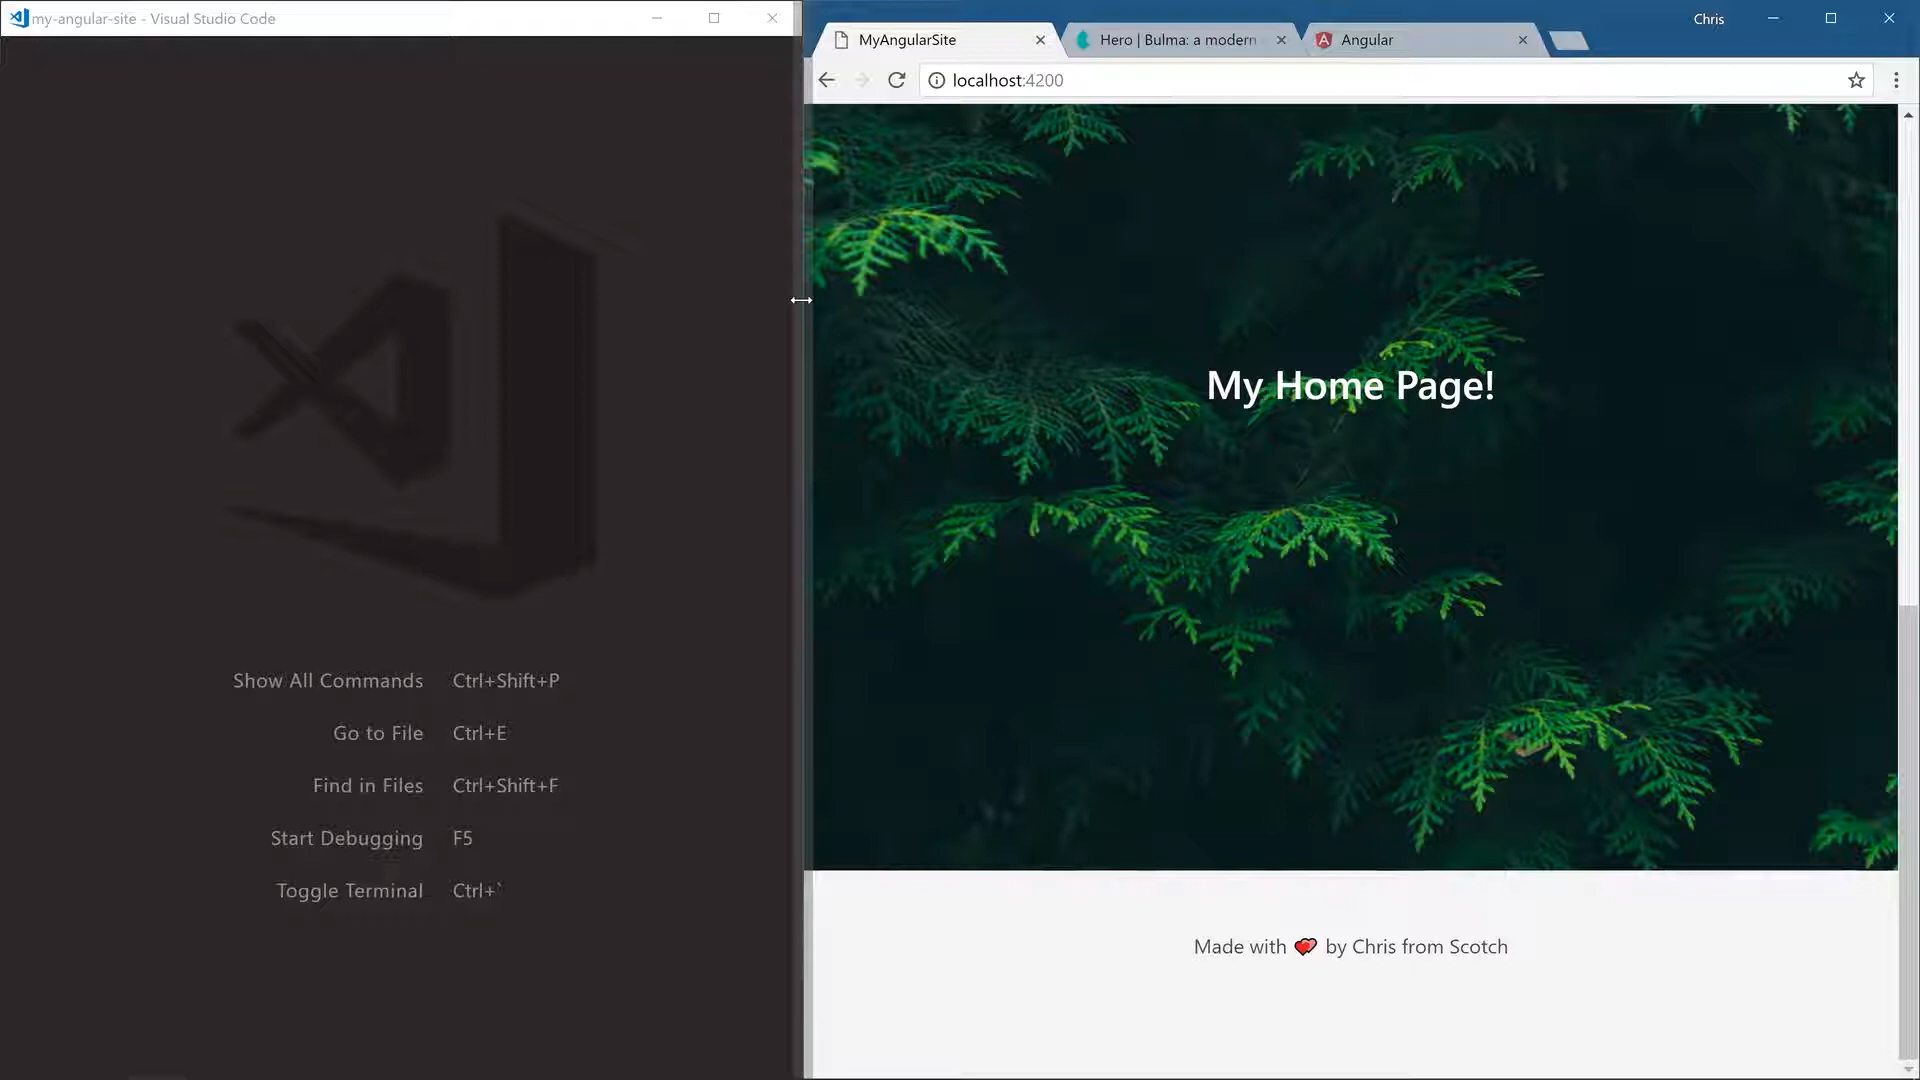 my-angular-site - Visual Studio Code
Show All Commands Ctrl+Shift+P
Go to File Ctrl+E
Find in Files Ctrl+Shift+F
Start Debugging F5
Toggle Terminal Ctrl+`
Chris
MyAngularSite
Hero | Bulma: a modern
Angular
localhost:4200
My Home Page!
Made with 💕 by Chris from Scotch